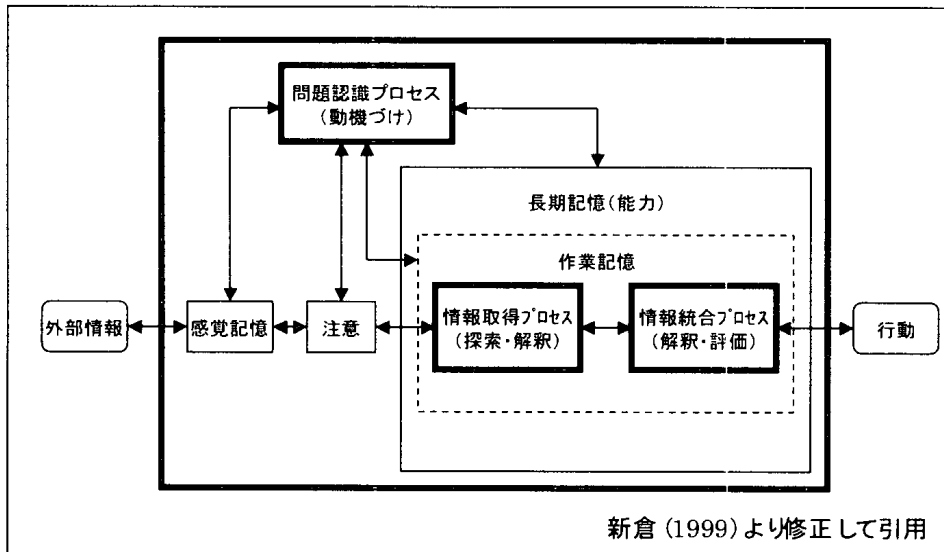 問題認識プロセス
(動機づけ)
長期記憶(能力)
作業記憶
外部情報
感覚記憶
注意
情報取得プロセス
(探索・解釈)
情報統合プロセス
(解釈・評価)
行動
新倉 (1999) より修正して引用